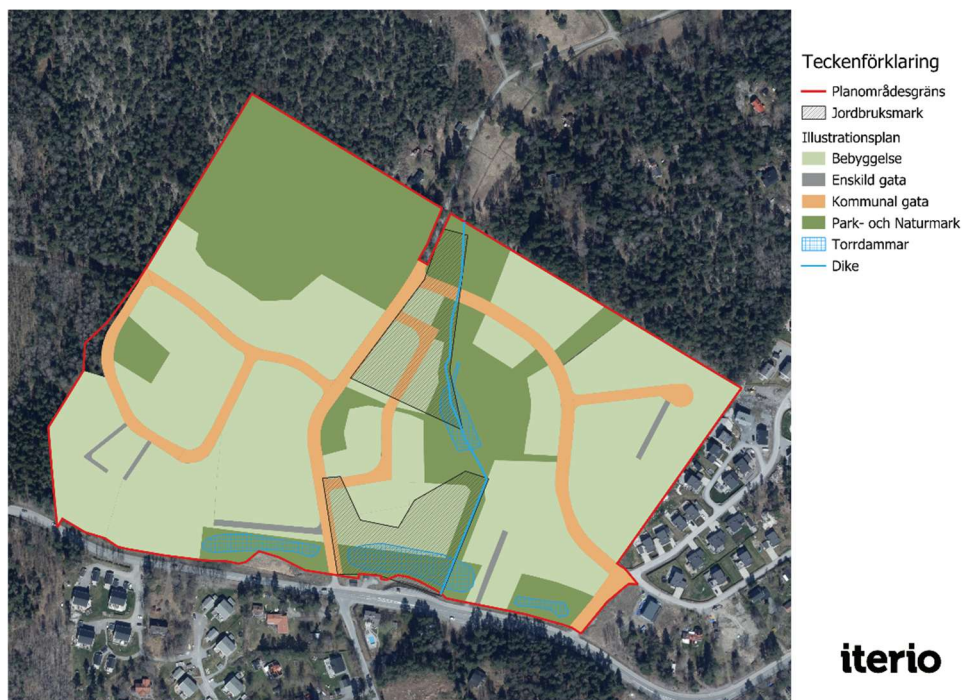 Teckenförklaring
Planområdesgräns
Jordbruksmark
Illustrationsplan
Bebyggelse
Enskild gata
Kommunal gata
Park- och Naturmark
Torrdammar
Dike
iterio